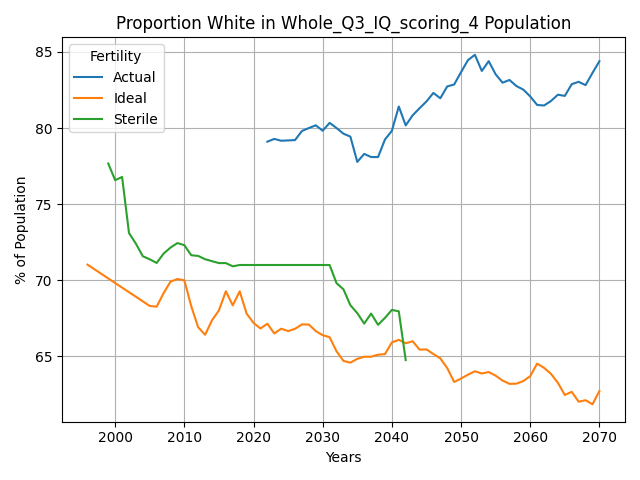 Proportion White in Whole_Q3_IQ_scoring_4 Population
Fertility
Actual
Ideal
Sterile
% of Population
85
80
75
70
65
2000 2010 2020 2030 2040 2050 2060 2070
Years